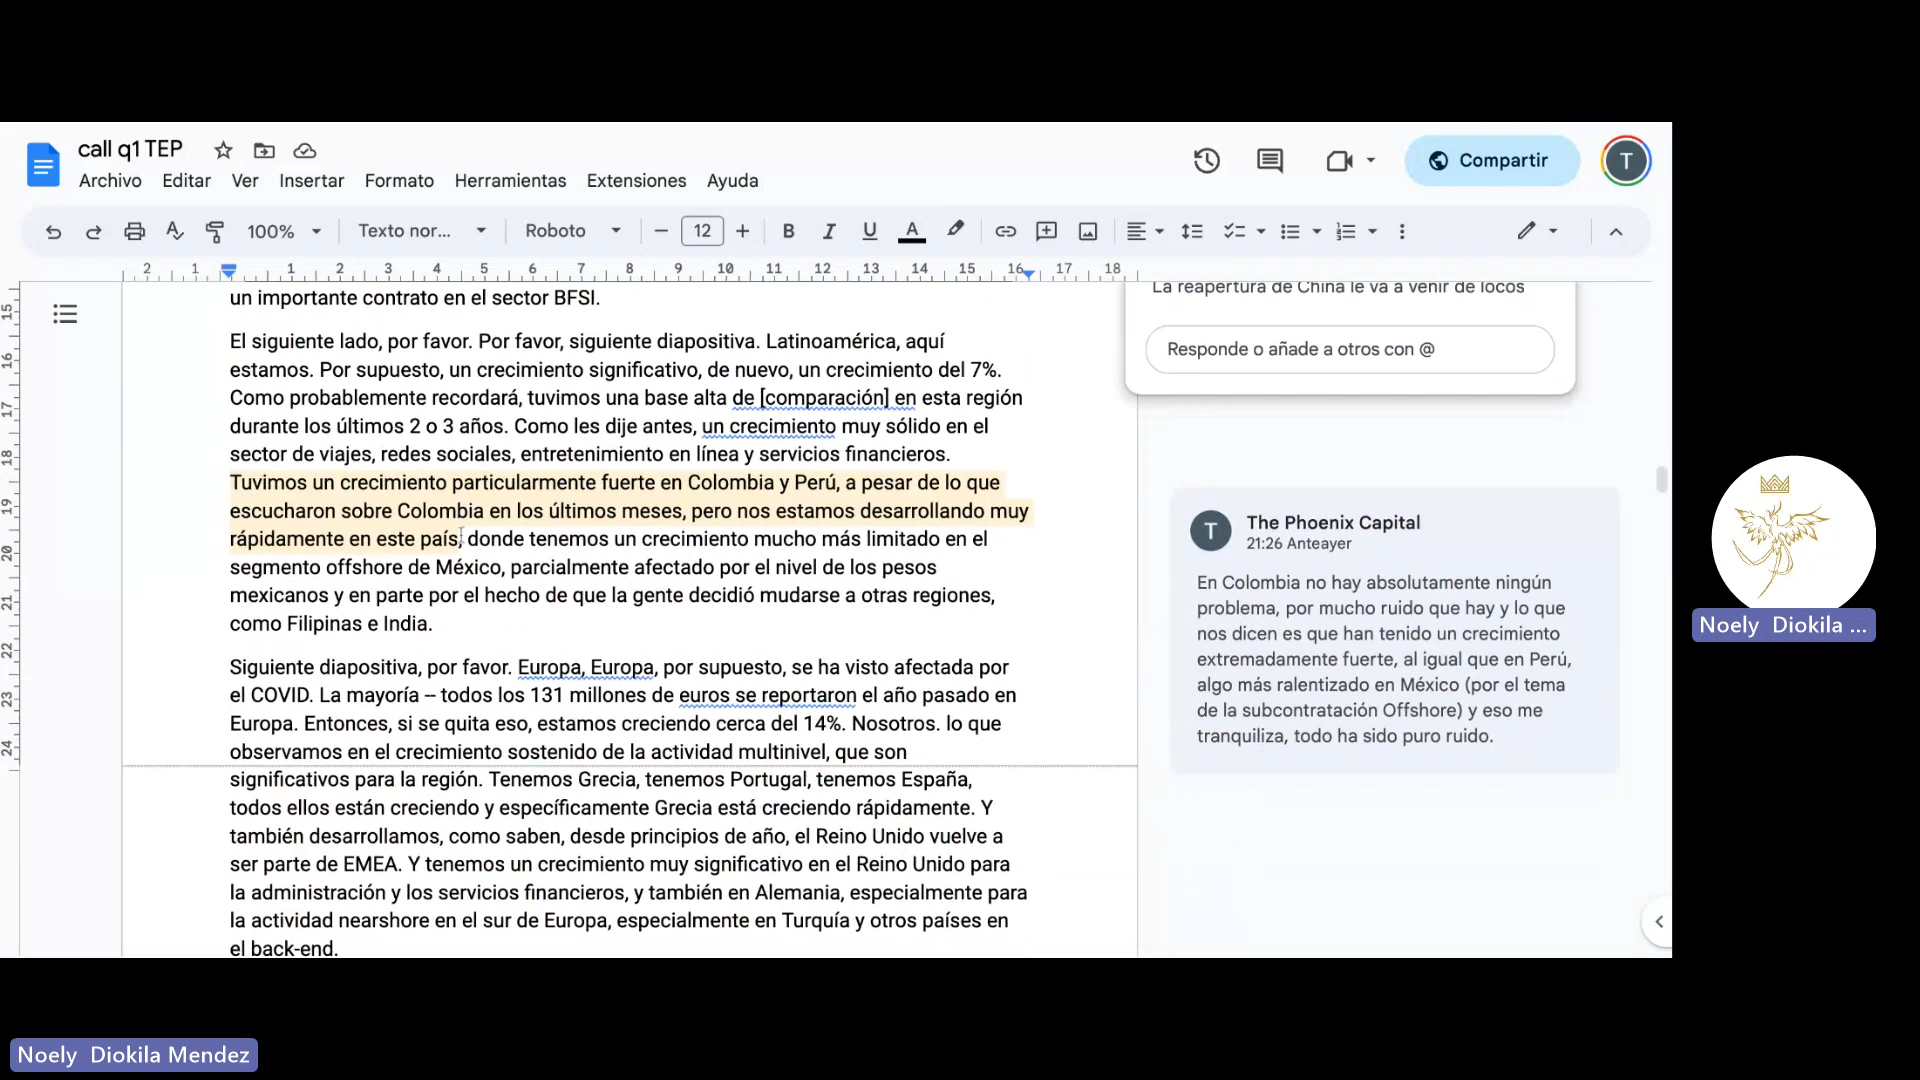 call q1 TEP
Archivo Editar Ver Insertar Formato Herramientas Extensiones Ayuda
Compartir
T
100% Texto nor... Roboto 12 B I U A
2 1 1 2 3 4 5 6 7 8 9 10 11 12 13 14 15 16 17 18
15
16
17
18
19
20
21
22
23
24
un importante contrato en el sector BFSI.
El siguiente lado, por favor. Por favor, siguiente diapositiva. Latinoamérica, aquí
estamos. Por supuesto, un crecimiento significativo, de nuevo, un crecimiento del 7%.
Como probablemente recordará, tuvimos una base alta de [comparación] en esta región
durante los últimos 2 o 3 años. Como les dije antes, un crecimiento muy sólido en el
sector de viajes, redes sociales, entretenimiento en línea y servicios financieros.
Tuvimos un crecimiento particularmente fuerte en Colombia y Perú, a pesar de lo que
escucharon sobre Colombia en los últimos meses, pero nos estamos desarrollando muy
rápidamente en este país, donde tenemos un crecimiento mucho más limitado en el
segmento offshore de México, parcialmente afectado por el nivel de los pesos
mexicanos y en parte por el hecho de que la gente decidió mudarse a otras regiones,
como Filipinas e India.
Siguiente diapositiva, por favor. Europa, Europa, por supuesto, se ha visto afectada por
el COVID. La mayoría -- todos los 131 millones de euros se reportaron el año pasado en
Europa. Entonces, si se quita eso, estamos creciendo cerca del 14%. Nosotros. lo que
observamos en el crecimiento sostenido de la actividad multinivel, que son
significativos para la región. Tenemos Grecia, tenemos Portugal, tenemos España,
todos ellos están creciendo y específicamente Grecia está creciendo rápidamente. Y
también desarrollamos, como saben, desde principios de año, el Reino Unido vuelve a
ser parte de EMEA. Y tenemos un crecimiento muy significativo en el Reino Unido para
la administración y los servicios financieros, y también en Alemania, especialmente para
la actividad nearshore en el sur de Europa, especialmente en Turquía y otros países en
el back-end.
La reapertura de China le va a venir de locos
Responde o añade a otros con @
T
The Phoenix Capital
21:26 Anteayer
En Colombia no hay absolutamente ningún
problema, por mucho ruido que hay y lo que
nos dicen es que han tenido un crecimiento
extremadamente fuerte, al igual que en Perú,
algo más ralentizado en México (por el tema
de la subcontratación Offshore) y eso me
tranquiliza, todo ha sido puro ruido.
Noely Diokila ...
Noely Diokila Mendez